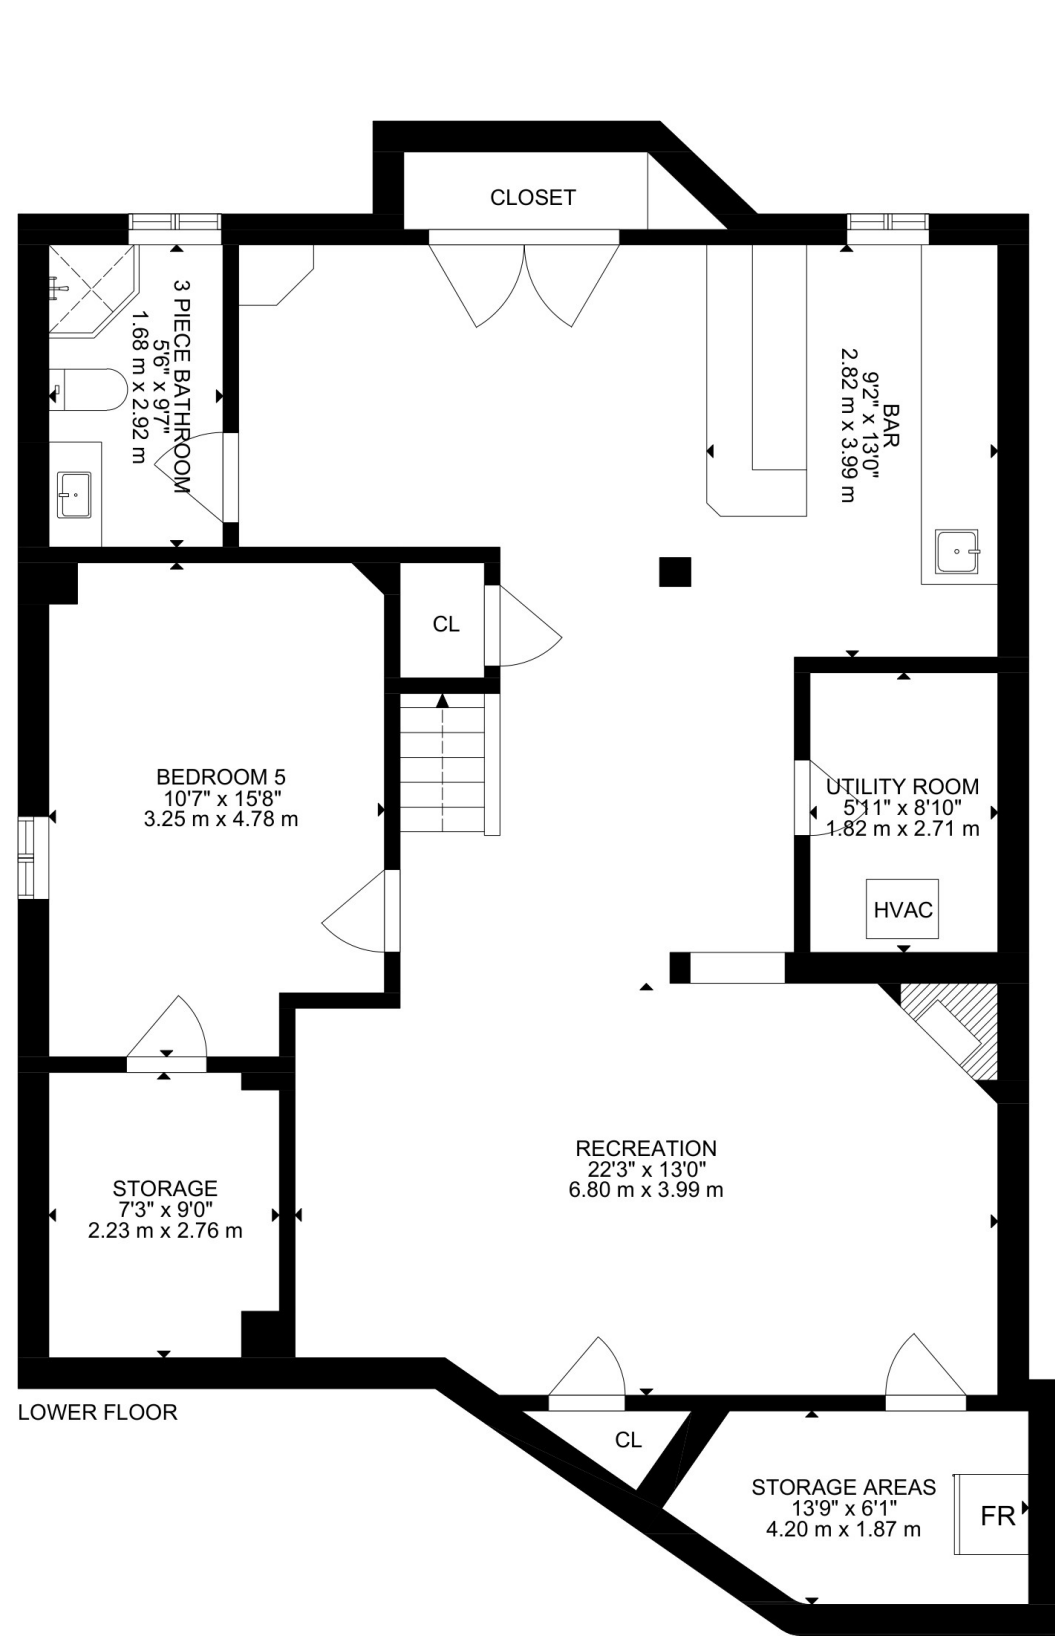 CLOSET
3 PIECE BATHROOM
5'6" x 9'7"
1.68 m x 2.92 m
BAR
9'2" x 13'0"
2.82 m x 3.99 m
CL
BEDROOM 5
10'7" x 15'8"
3.25 m x 4.78 m
UTILITY ROOM
5'11" x 8'10"
1.82 m x 2.71 m
HVAC
RECREATION
22'3" x 13'0"
6.80 m x 3.99 m
STORAGE
7'3" x 9'0"
2.23 m x 2.76 m
LOWER FLOOR
CL
STORAGE AREAS
13'9" x 6'1"
4.20 m x 1.87 m
FR